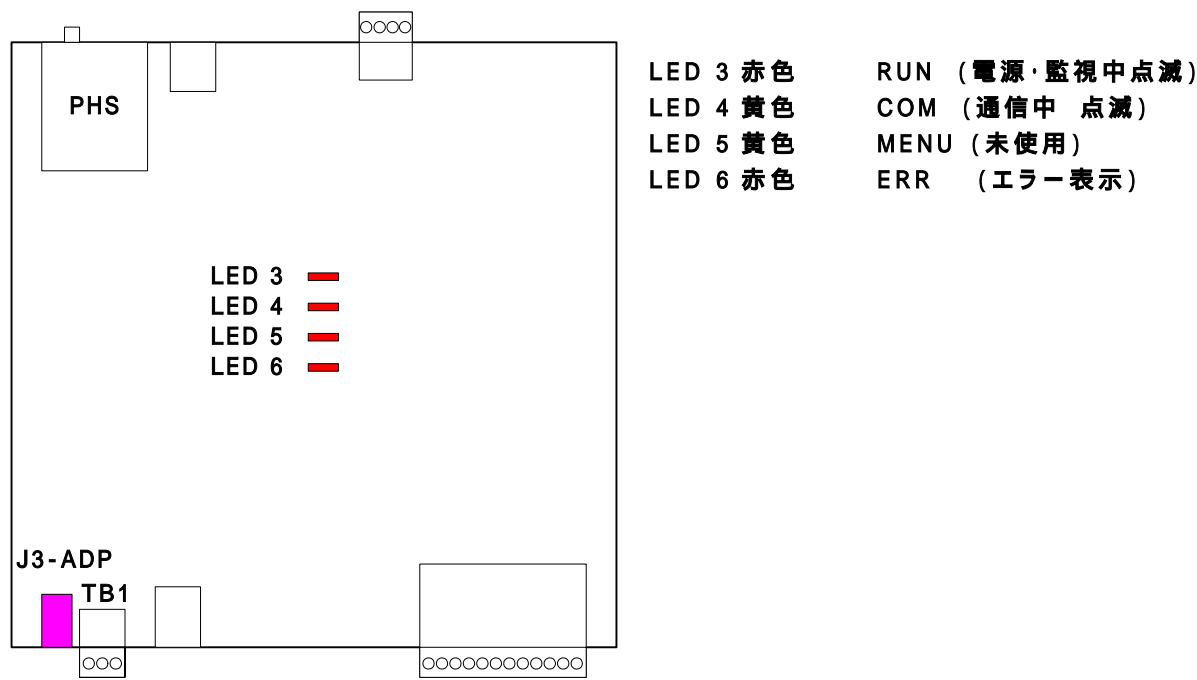 PHS
LED 3 赤色 RUN (電源・監視中点滅)
LED 4 黄色 COM (通信中 点滅)
LED 5 黄色 MENU (未使用)
LED 6 赤色 ERR (エラー表示)
LED 3
LED 4
LED 5
LED 6
J3-ADP
TB1